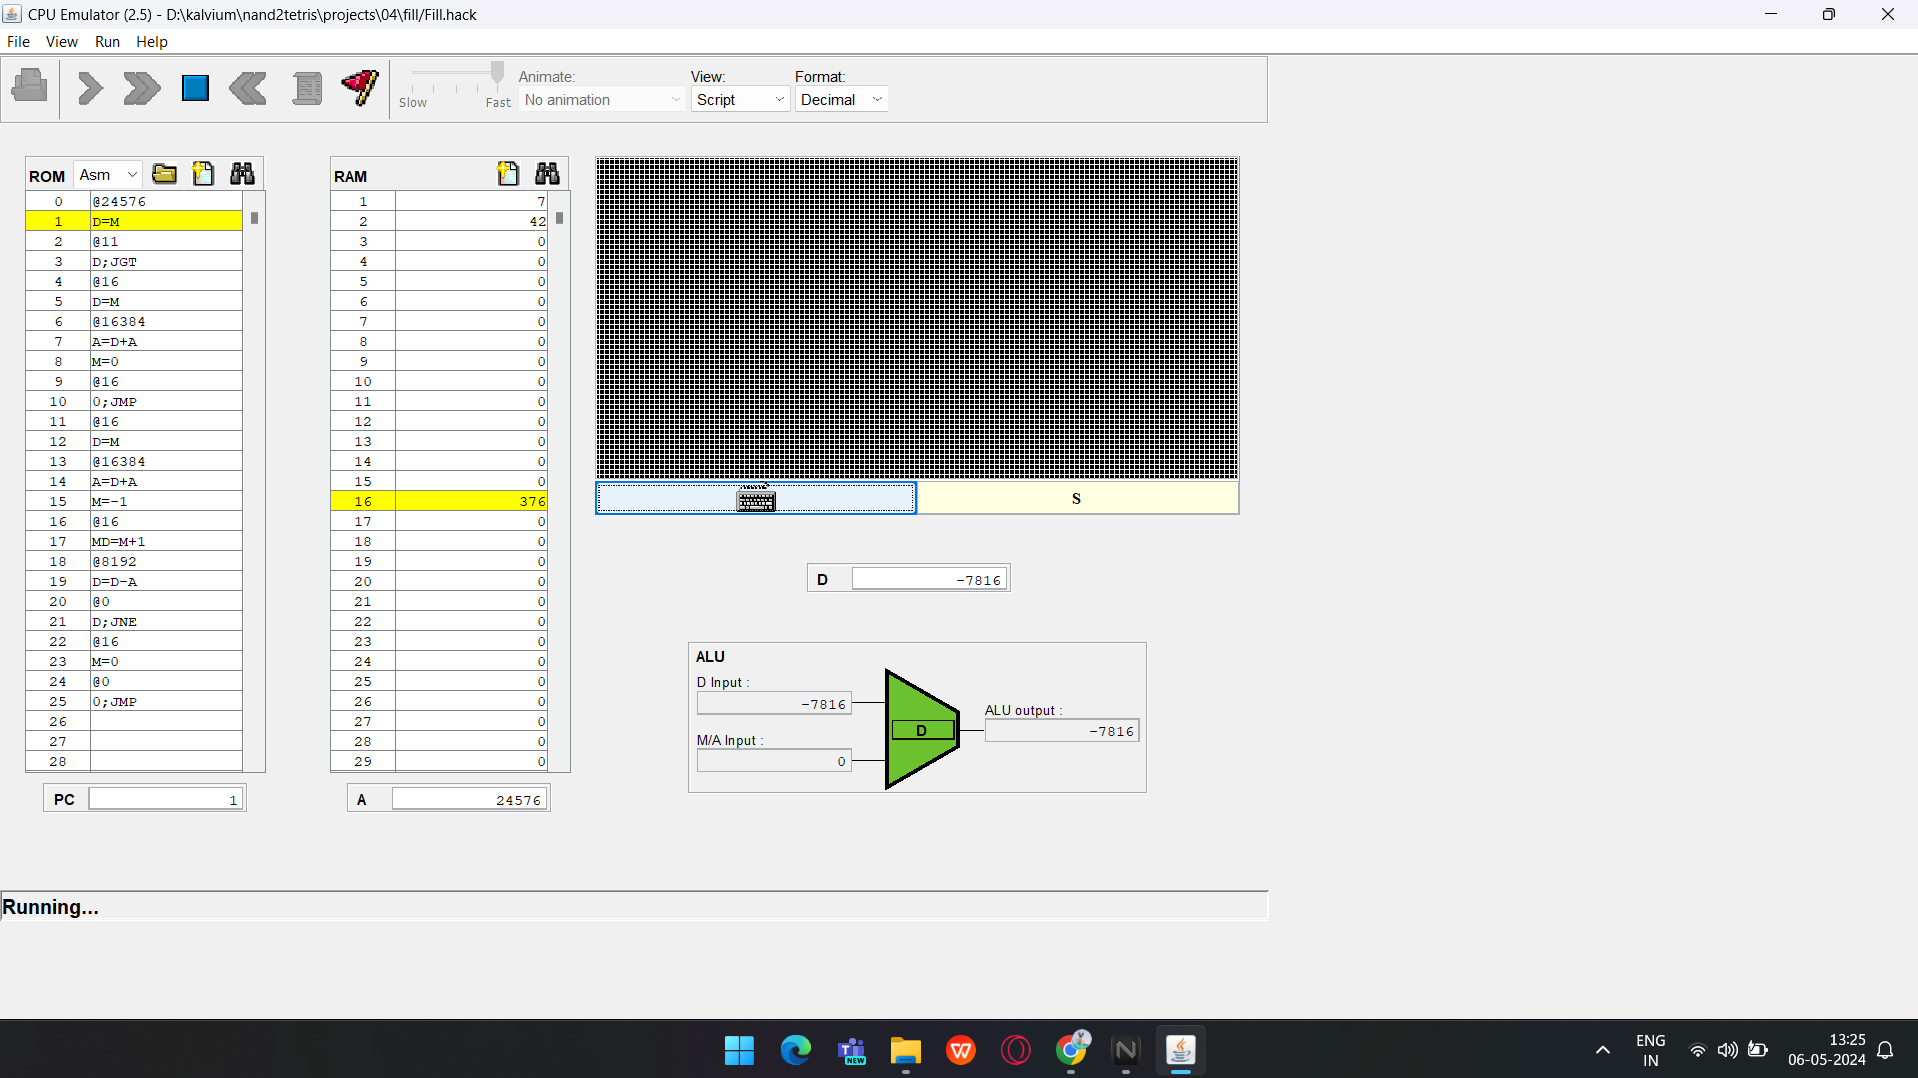 CPU Emulator (2.5) - D:\kalvium\nand2tetris\projects\04\fill/Fill.hack
File View Run Help
Slow Fast
Animate:
No animation
View:
Script
Format:
Decimal
ROM Asm
0 @24576
1 D=M
2 @11
3 D;JGT
4 @16
5 D=M
6 @16384
7 A=D+A
8 M=0
9 @16
10 0;JMP
11 @16
12 D=M
13 @16384
14 A=D+A
15 M=-1
16 @16
17 MD=M+1
18 @8192
19 D=D-A
20 @0
21 D;JNE
22 @16
23 M=0
24 @0
25 0;JMP
26
27
28
PC 1
RAM
1 7
2 42
3 0
4 0
5 0
6 0
7 0
8 0
9 0
10 0
11 0
12 0
13 0
14 0
15 0
16 376
17 0
18 0
19 0
20 0
21 0
22 0
23 0
24 0
25 0
26 0
27 0
28 0
29 0
A 24576
S
D -7816
ALU
D Input :
-7816
M/A Input :
0
D
ALU output :
-7816
Running...
NEW
ENG
IN
13:25
06-05-2024